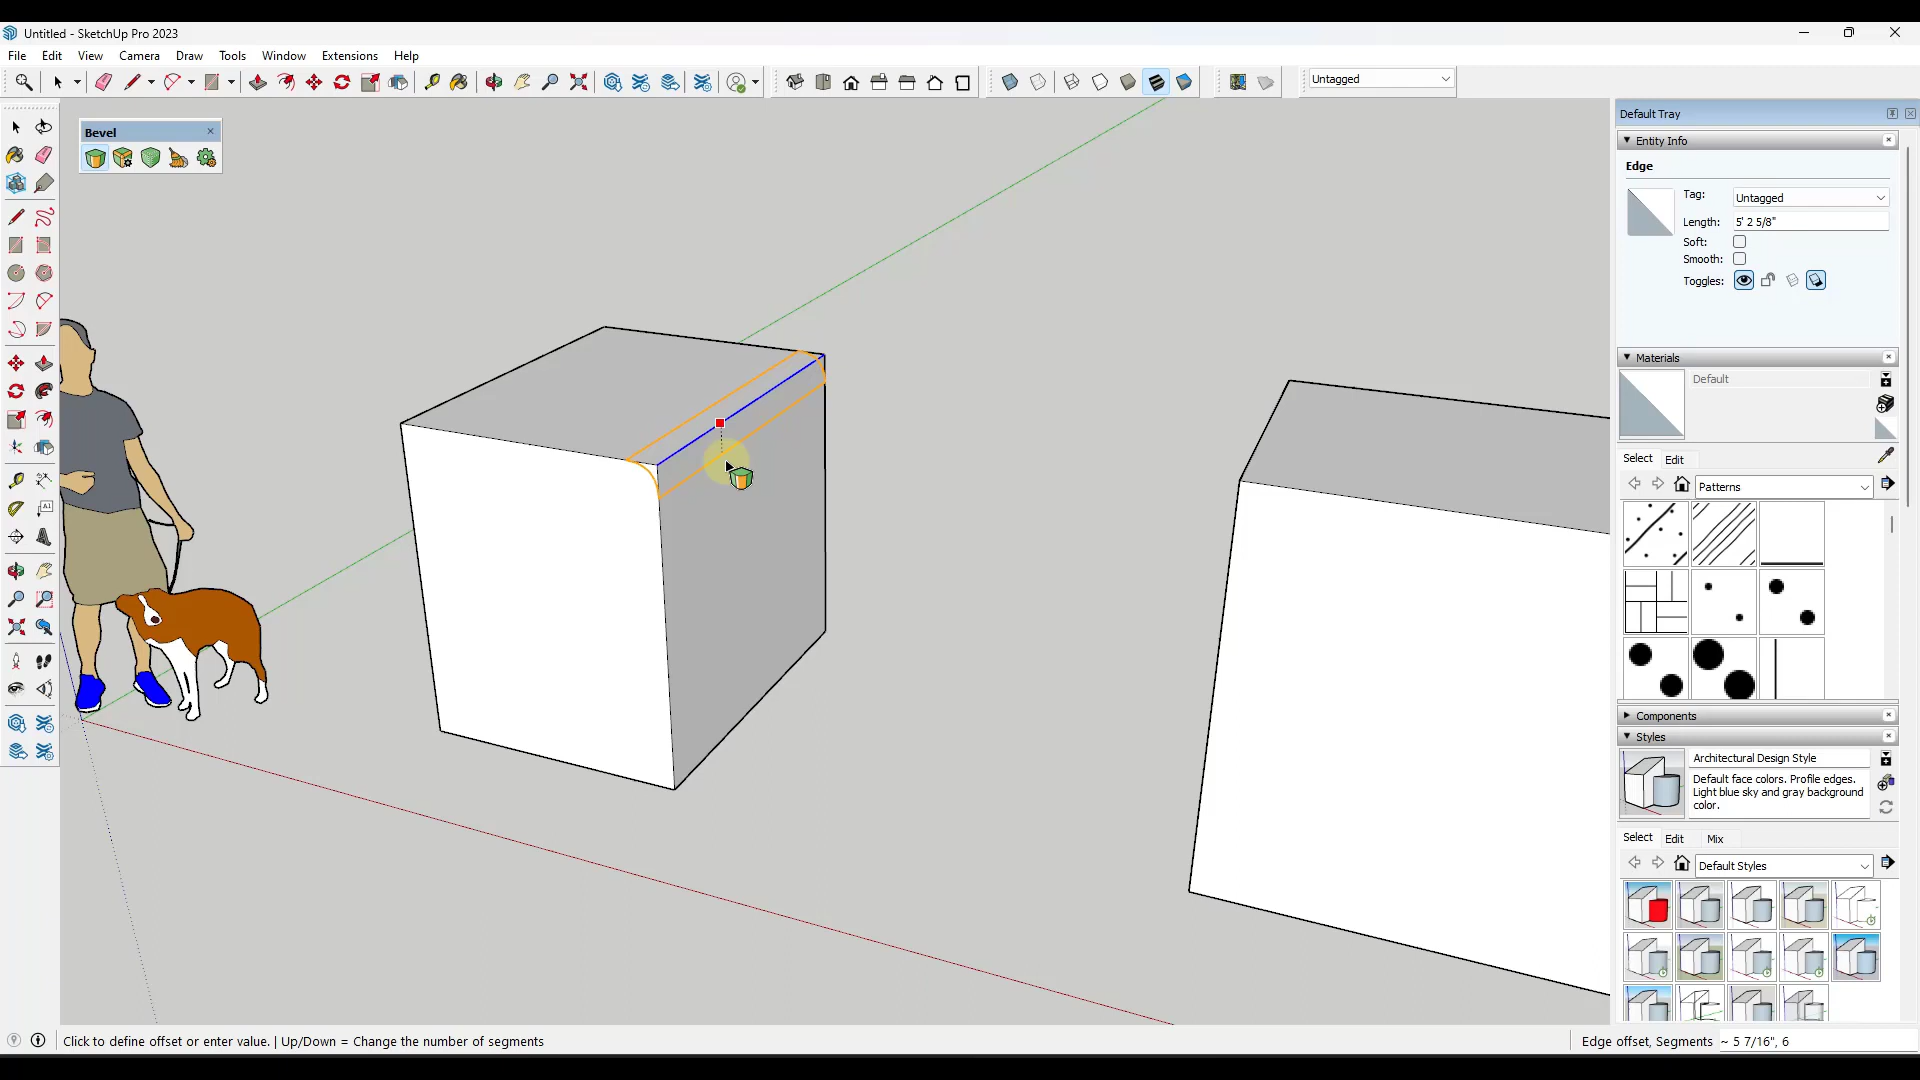 Untitled - SketchUp Pro 2023
File Edit View Camera Draw Tools Window Extensions Help
Untagged
Bevel
Default Tray
Entity Info
Edge
Tag: Untagged
Length: 5' 2 5/8"
Soft:
Smooth:
Toggles:
Materials
Default
Select Edit
Patterns
Components
Styles
Architectural Design Style
Default face colors. Profile edges.
Light blue sky and gray background
color.
Select Edit Mix
Default Styles
Click to define offset or enter value. | Up/Down = Change the number of segments
Edge offset, Segments ~ 5 7/16", 6